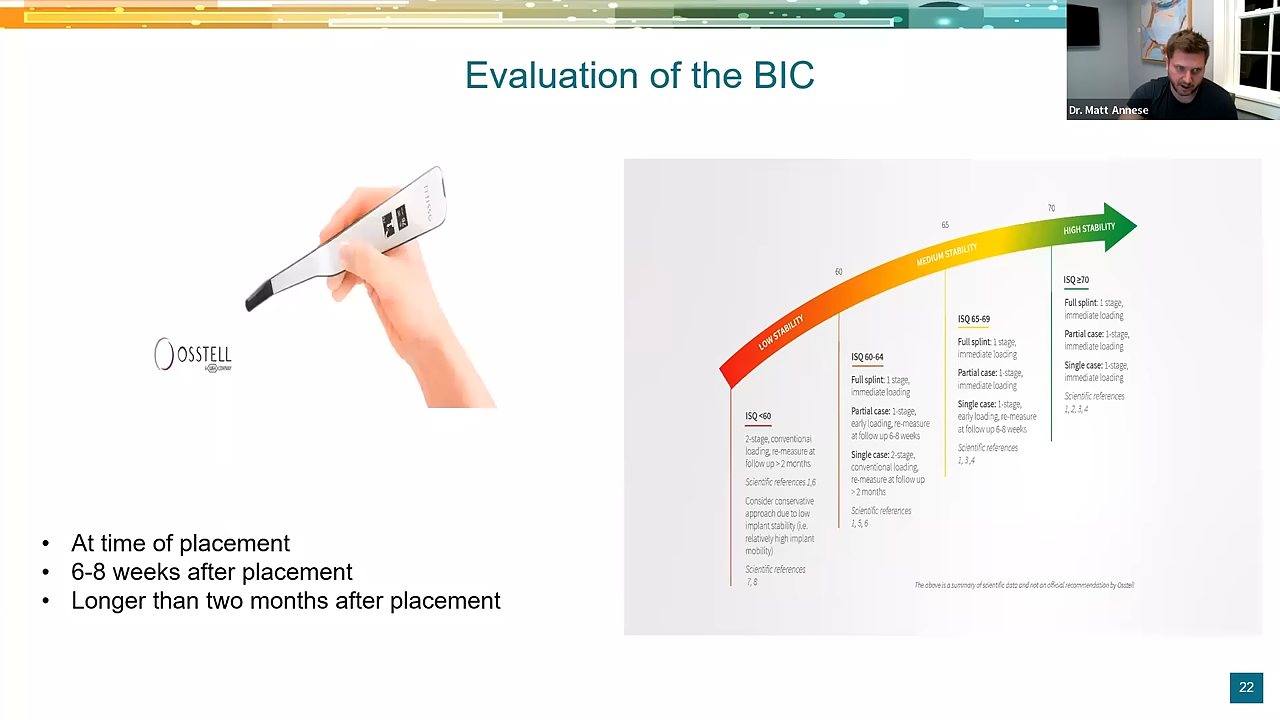 Evaluation of the BIC
Dr. Matt Annese
OSSTELL
• At time of placement
• 6-8 weeks after placement
• Longer than two months after placement
60
65
70
LOW STABILITY
MEDIUM STABILITY
HIGH STABILITY
ISQ <60
2-stage, conventional
loading, re-measure at
follow up > 2 months
Scientific references 1,6
Consider conservative
approach due to low
implant stability (i.e.
relatively high implant
mobility)
Scientific references
7, 8
ISQ 60-64
Full splint: 1 stage,
immediate loading
Partial case: 1-stage,
early loading, re-measure
at follow up 6-8 weeks
Single case: 2-stage,
conventional loading,
re-measure at follow up
> 2 months
Scientific references
1, 5, 6
ISQ 65-69
Full splint: 1 stage,
immediate loading
Partial case: 1-stage,
immediate loading
Single case: 1-stage,
early loading, re-measure
at follow up 6-8 weeks
Scientific references
1, 3 ,4
ISQ ≥70
Full splint: 1 stage,
immediate loading
Partial case: 1-stage,
immediate loading
Single case: 1-stage,
immediate loading
Scientific references
1, 2, 3, 4
The above is a summary of scientific data and not an official recommendation by Osstell
22